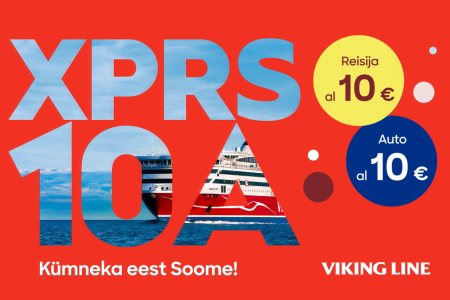 XPRS
10A
Reisija
al 10 €
Auto
al 10 €
Kümneka eest Soome!
VIKING LINE